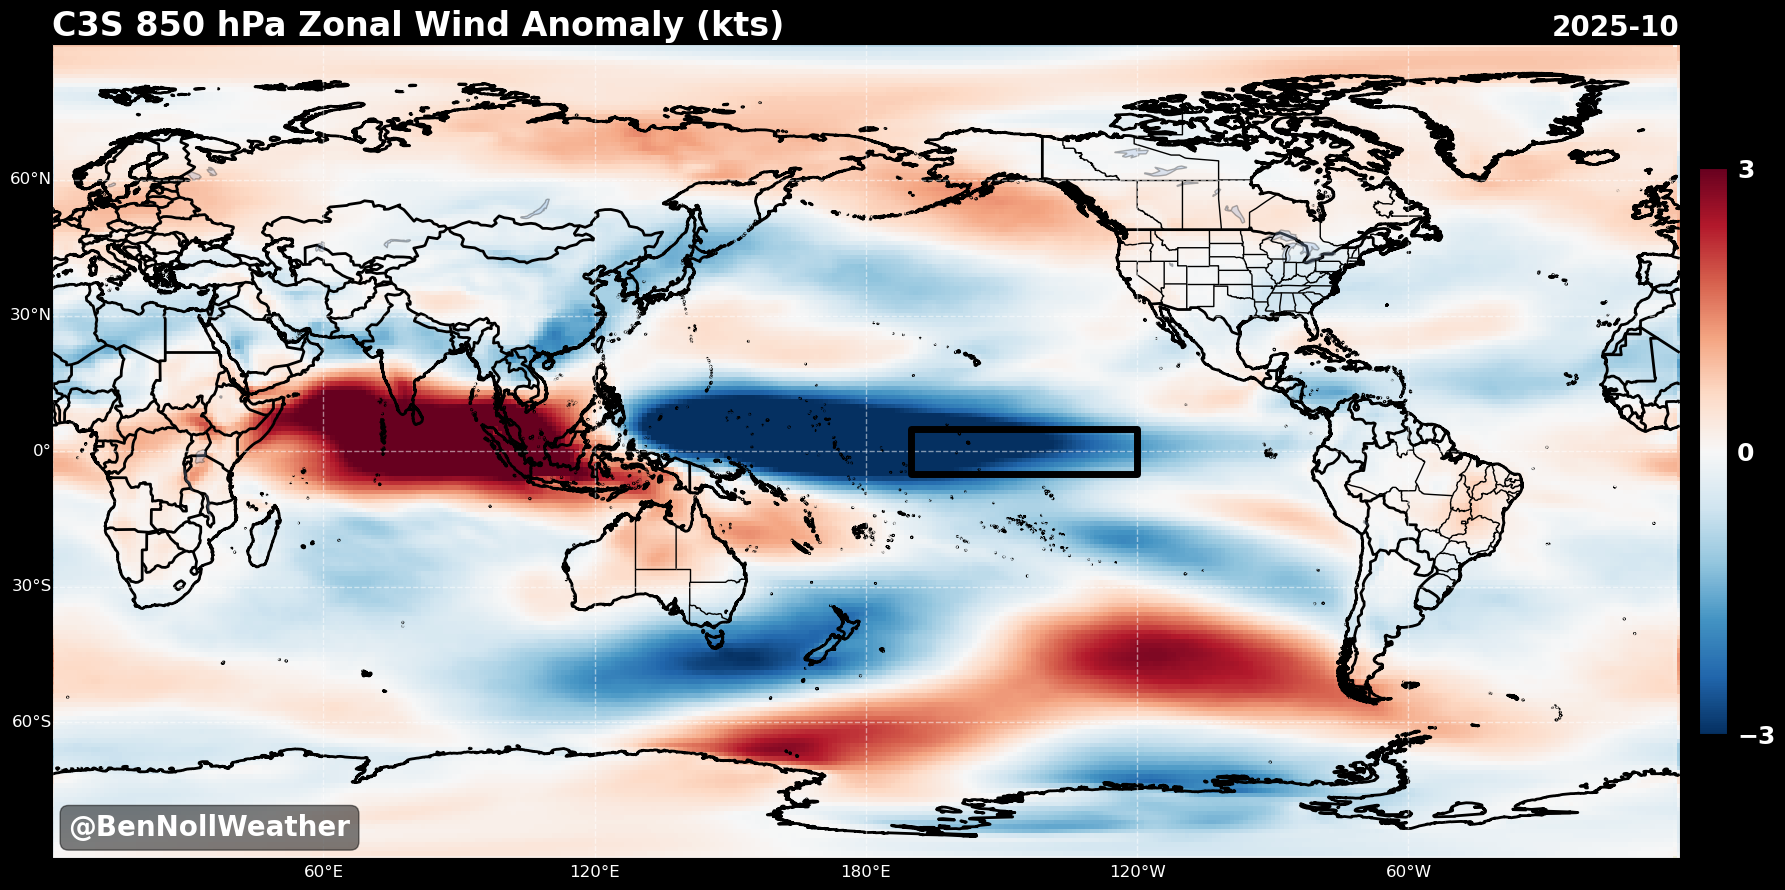 C3S 850 hPa Zonal Wind Anomaly (kts)
2025-10
3
60°N
30°N
0°
0
30°S
60°S
−3
@BenNollWeather
60°E
120°E
180°E
120°W
60°W